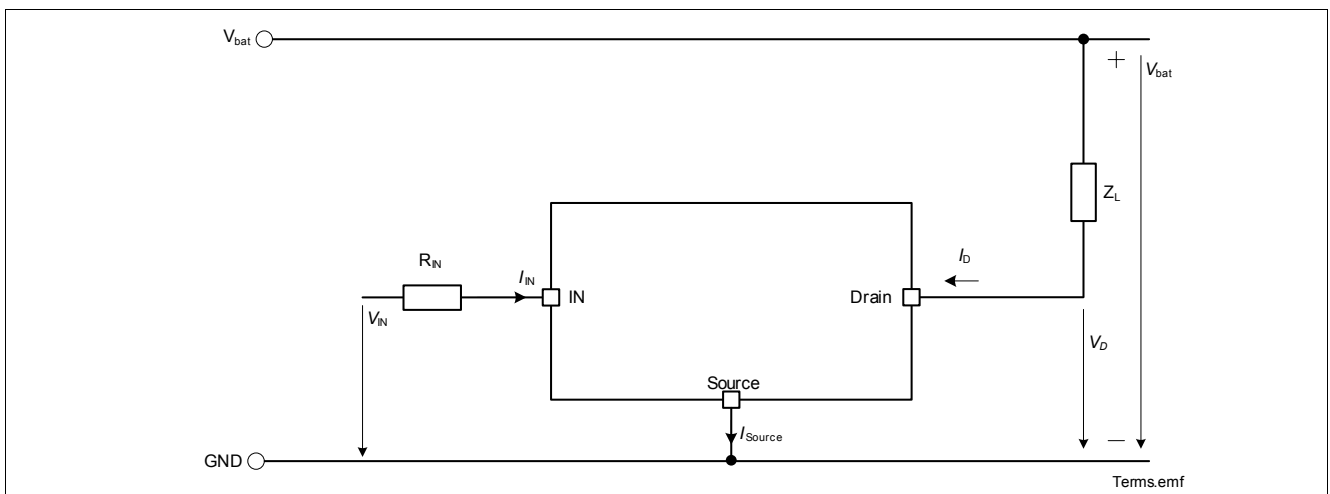 Vbat
Vbat
ZL
RIN
IIN
ID
IN
Drain
VIN
VD
Source
ISource
GND
Terms.emf